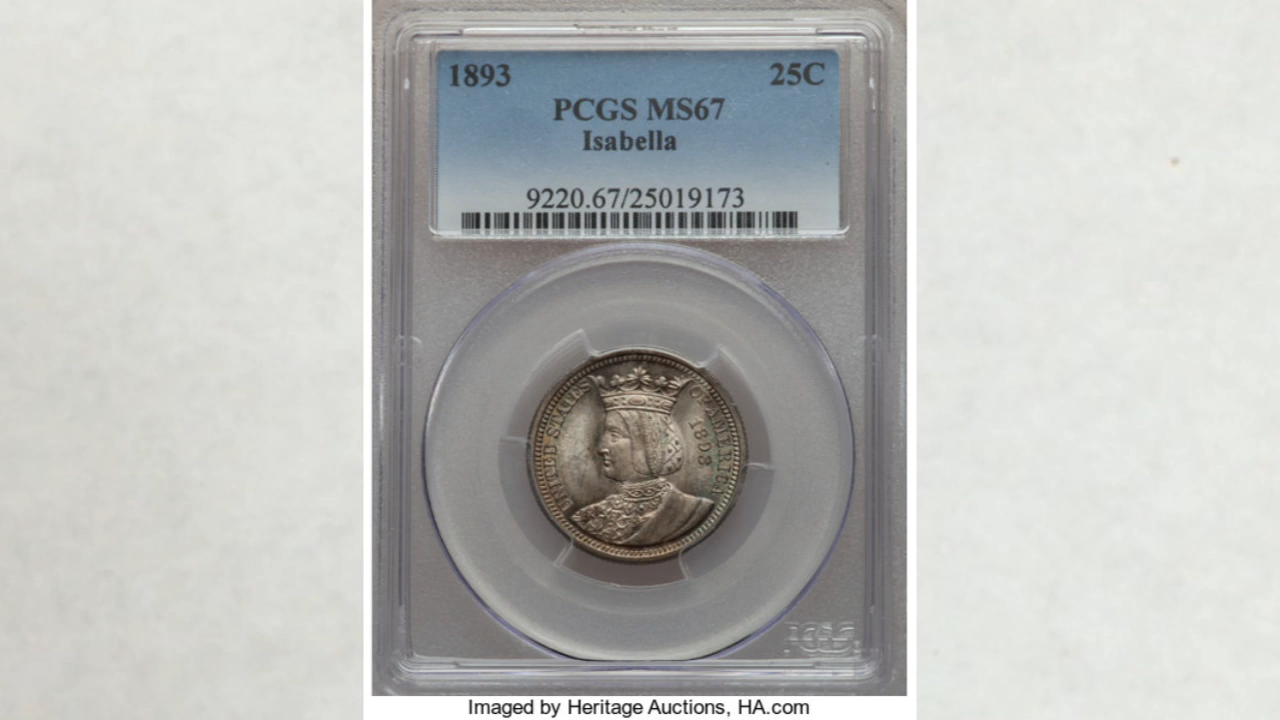 1893 25C
PCGS MS67
Isabella
9220.67/25019173
UNITED STATES OF AMERICA
1893
PCGS
Imaged by Heritage Auctions, HA.com